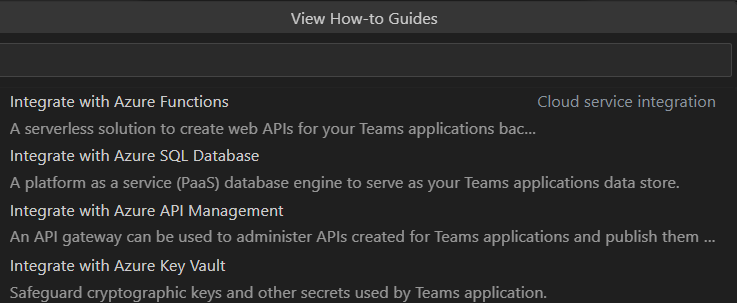 View How-to Guides
Integrate with Azure Functions Cloud service integration
A serverless solution to create web APIs for your Teams applications bac...
Integrate with Azure SQL Database
A platform as a service (PaaS) database engine to serve as your Teams applications data store.
Integrate with Azure API Management
An API gateway can be used to administer APIs created for Teams applications and publish them ...
Integrate with Azure Key Vault
Safeguard cryptographic keys and other secrets used by Teams application.